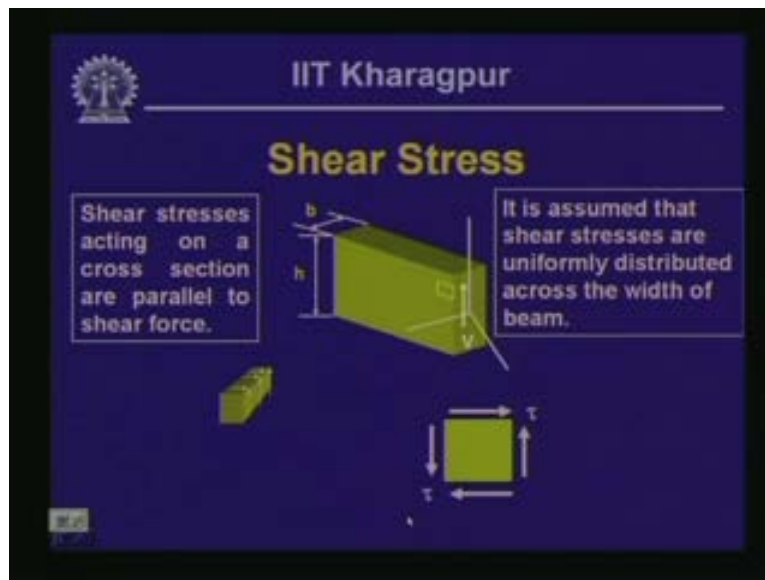 IIT Kharagpur
Shear Stress
Shear stresses
acting on a
cross section
are parallel to
shear force.
b
h
V
It is assumed that
shear stresses are
uniformly distributed
across the width of
beam.
τ
τ